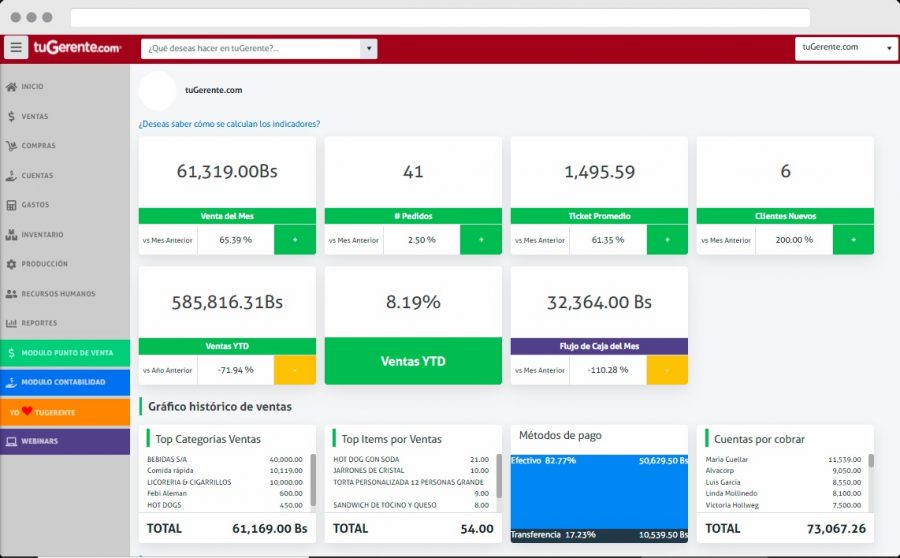 tuGerente.com
¿Qué deseas hacer en tuGerente?...
tuGerente.com
INICIO
VENTAS
COMPRAS
CUENTAS
GASTOS
INVENTARIO
PRODUCCIÓN
RECURSOS HUMANOS
REPORTES
MODULO PUNTO DE VENTA
MODULO CONTABILIDAD
YO ❤ TUGERENTE
WEBINARS
tuGerente.com
¿Deseas saber cómo se calculan los indicadores?
61,319.00Bs
Venta del Mes
vs Mes Anterior 65.39 % +
41
# Pedidos
vs Mes Anterior 2.50 % +
1,495.59
Ticket Promedio
vs Mes Anterior 61.35 % +
6
Clientes Nuevos
vs Mes Anterior 200.00 % +
585,816.31Bs
Ventas YTD
vs Año Anterior -71.94 % -
8.19%
Ventas YTD
32,364.00 Bs
Flujo de Caja del Mes
vs Mes Anterior -110.28 % -
Gráfico histórico de ventas
Top Categorías Ventas
BEBIDAS S/A 40,000.00
Comida rápida 10,119.00
LICORERIA & CIGARRILLOS 10,000.00
Febi Aleman 600.00
HOT DOGS 450.00
TOTAL 61,169.00 Bs
Top Items por Ventas
HOT DOG CON SODA 21.00
JARRONES DE CRISTAL 10.00
TORTA PERSONALIZADA 12 PERSONAS GRANDE
9.00
SANDWICH DE TOCINO Y QUESO 8.00
TOTAL 54.00
Métodos de pago
Efectivo 82.77% 50,629.50 Bs
Transferencia 17.23% 10,539.50 Bs
Cuentas por cobrar
Maria Cuellar 11,539.00
Alvacorp 9,050.00
Luis Garcia 8,550.00
Linda Mollinedo 8,100.00
Victoria Hollweg 7,500.00
TOTAL 73,067.26